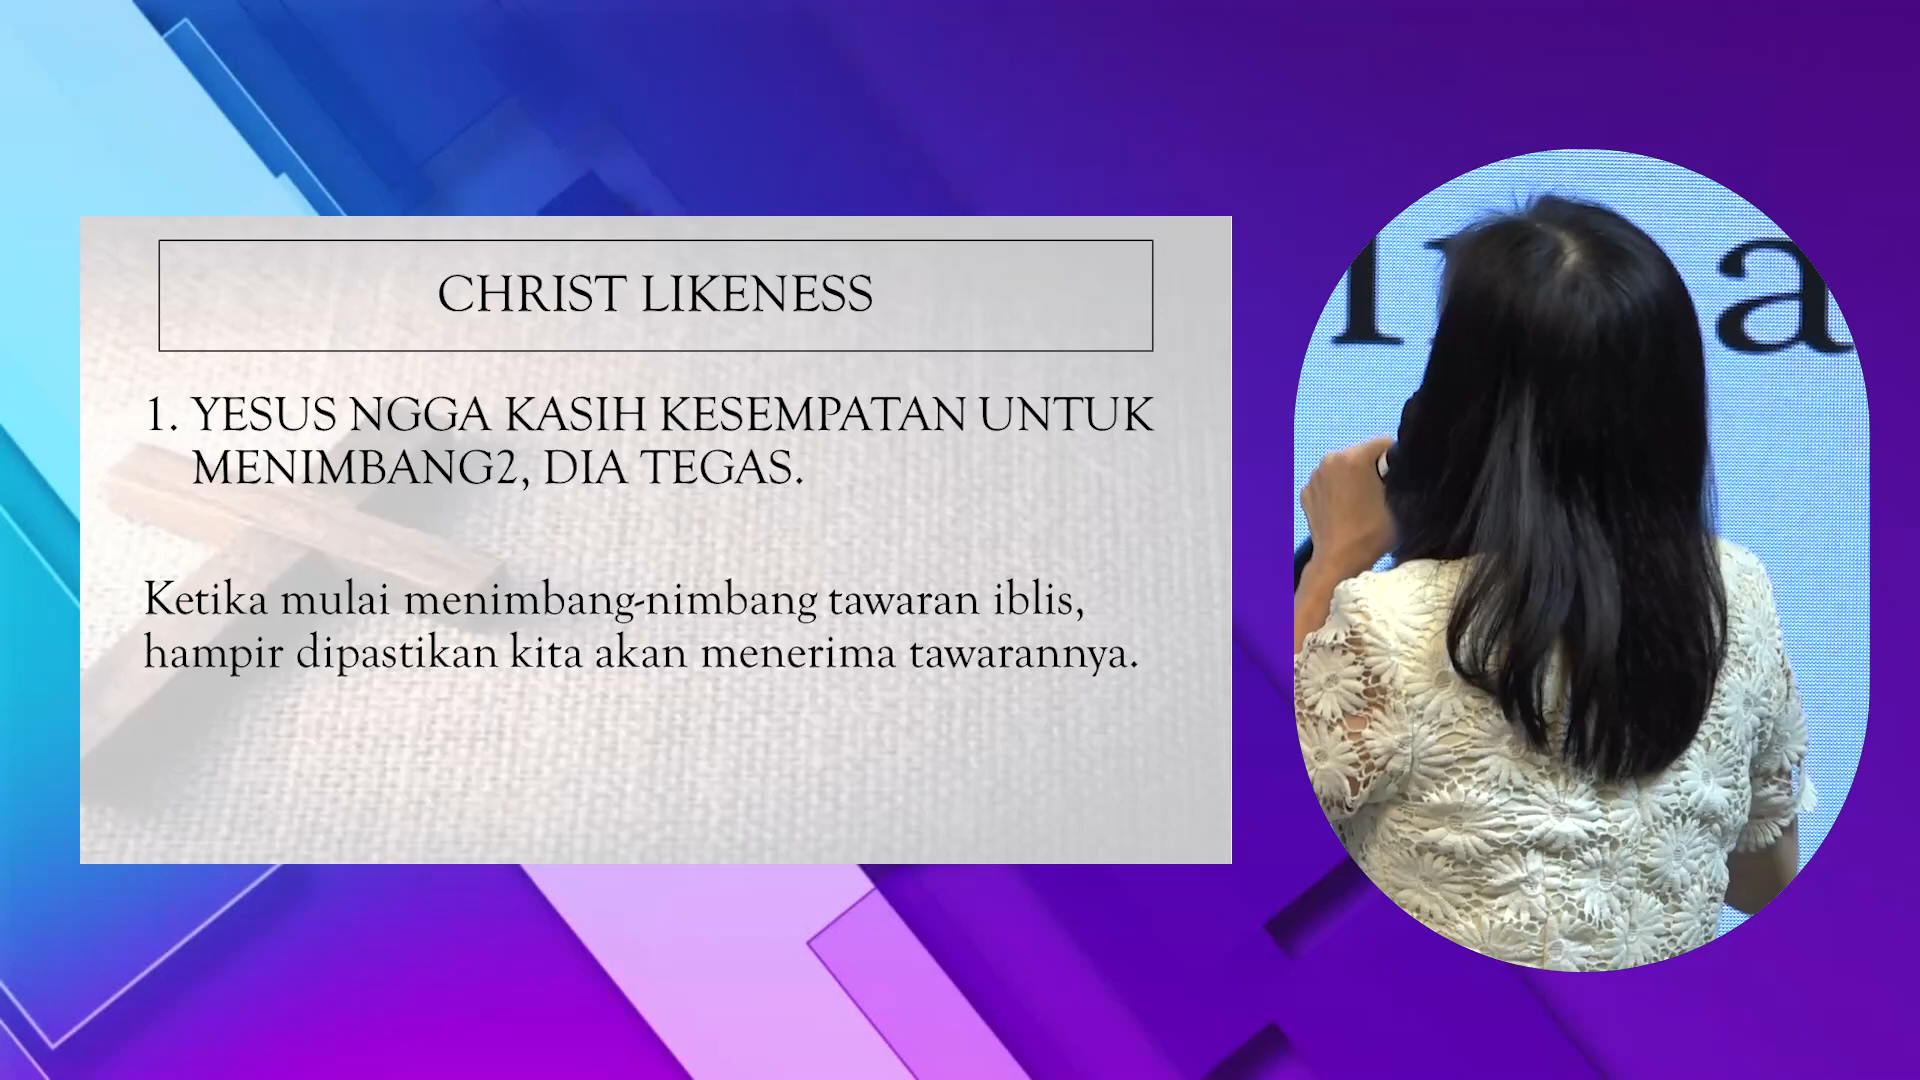 CHRIST LIKENESS
1. YESUS NGGA KASIH KESEMPATAN UNTUK
MENIMBANG2, DIA TEGAS.
Ketika mulai menimbang-nimbang tawaran iblis,
hampir dipastikan kita akan menerima tawarannya.